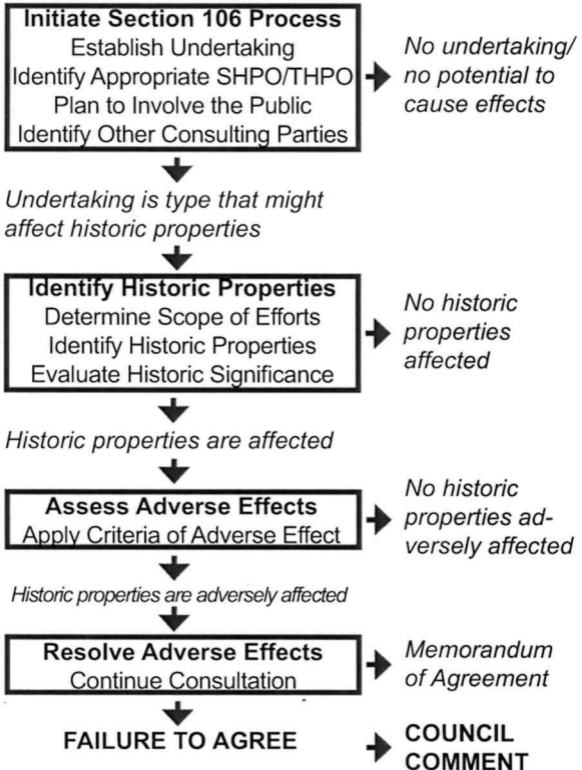 Initiate Section 106 Process
Establish Undertaking
Identify Appropriate SHPO/THPO
Plan to Involve the Public
Identify Other Consulting Parties
No undertaking/
no potential to
cause effects
Undertaking is type that might
affect historic properties
Identify Historic Properties
Determine Scope of Efforts
Identify Historic Properties
Evaluate Historic Significance
No historic
properties
affected
Historic properties are affected
Assess Adverse Effects
Apply Criteria of Adverse Effect
No historic
properties ad-
versely affected
Historic properties are adversely affected
Resolve Adverse Effects
Continue Consultation
Memorandum
of Agreement
FAILURE TO AGREE
COUNCIL
COMMENT